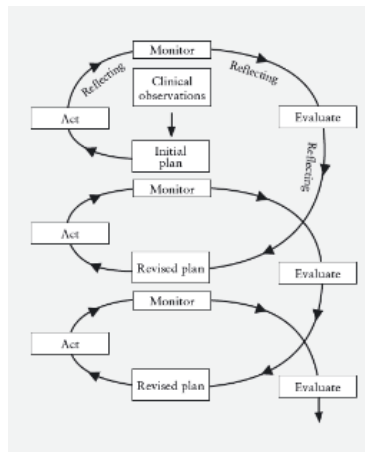 Monitor
Reflecting
Reflecting
Clinical
observations
Act
Evaluate
Initial
plan
Reflecting
Monitor
Act
Revised plan
Evaluate
Monitor
Act
Revised plan
Evaluate